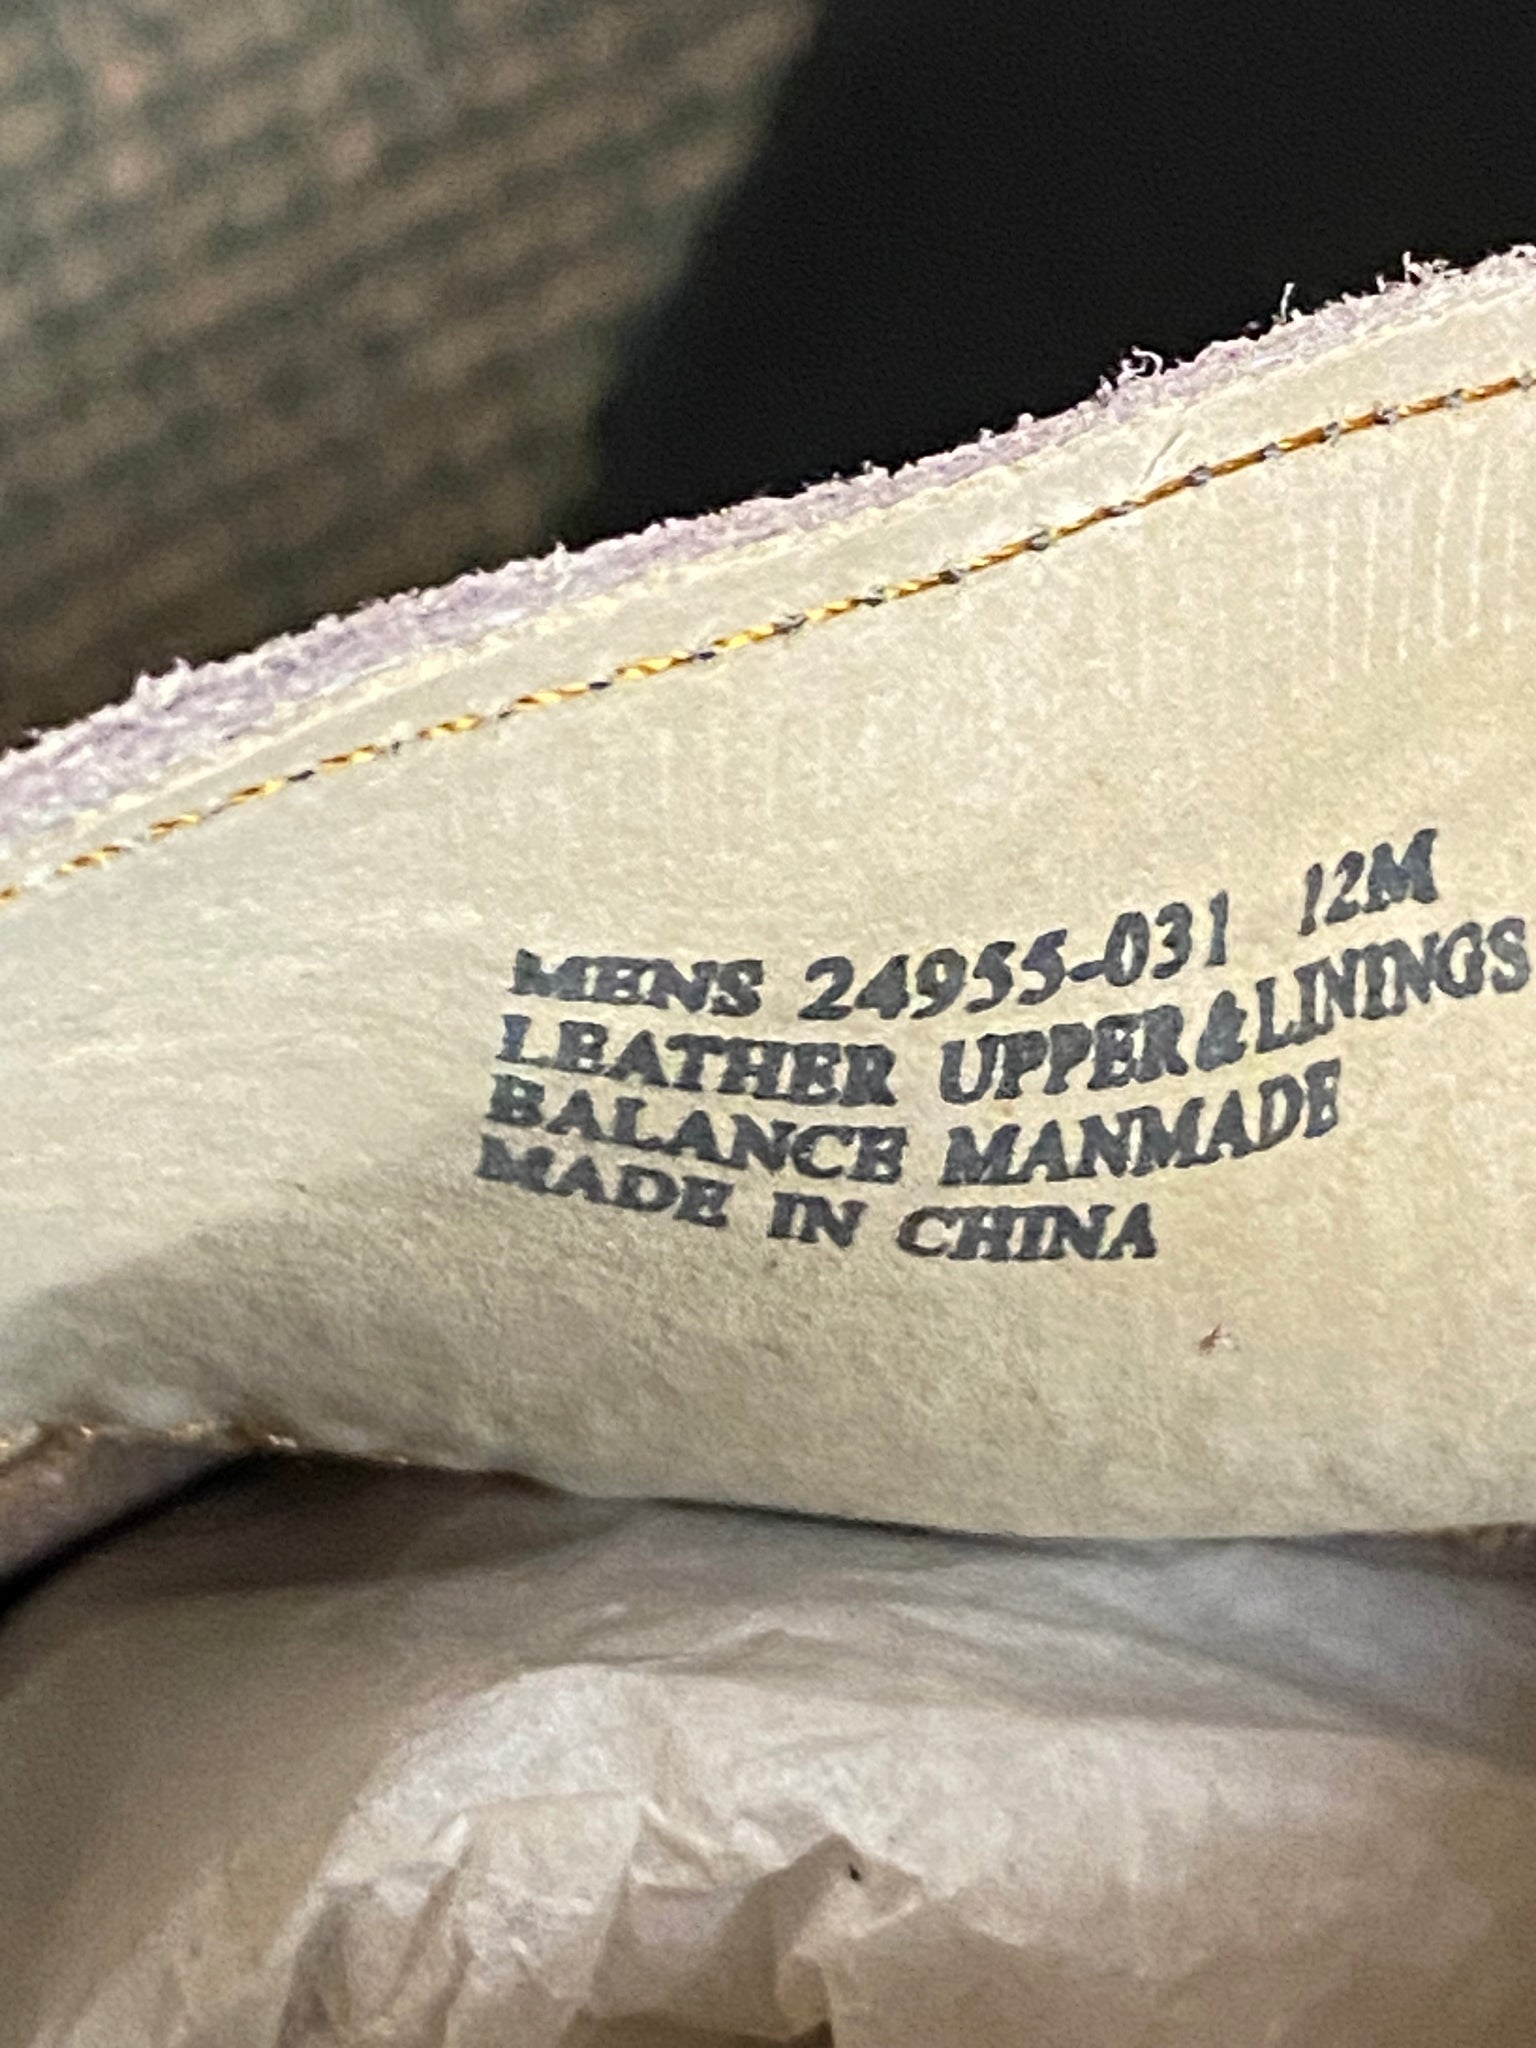 MENS 24955-031 12M
LEATHER UPPER & LININGS
BALANCE MANMADE
MADE IN CHINA